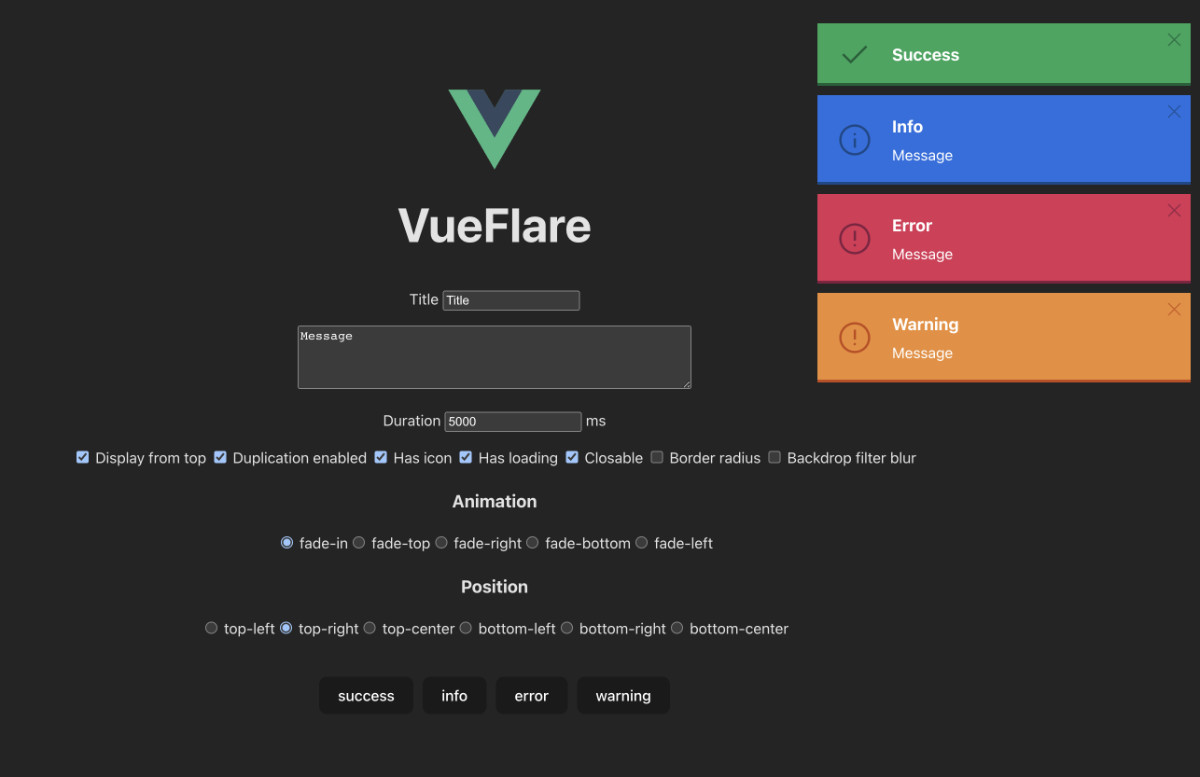 VueFlare
Title Title
Message
Duration 5000 ms
Display from top Duplication enabled Has icon Has loading Closable Border radius Backdrop filter blur
Animation
fade-in fade-top fade-right fade-bottom fade-left
Position
top-left top-right top-center bottom-left bottom-right bottom-center
success info error warning
Success
Info
Message
Error
Message
Warning
Message